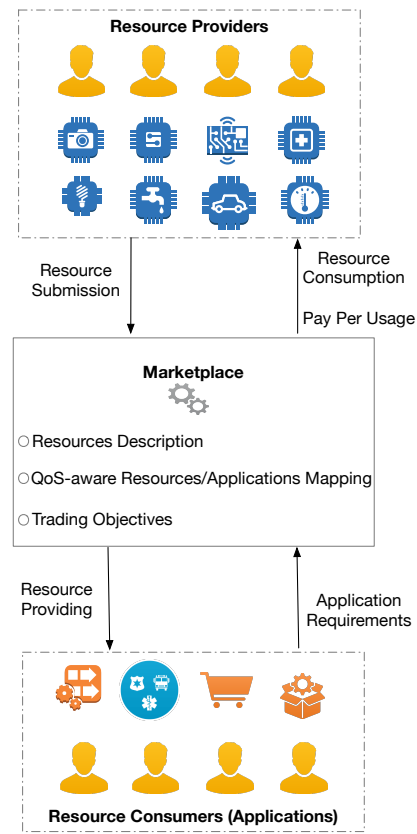 Resource Providers
Resource
Submission
Resource
Consumption
Pay Per Usage
Marketplace
Resources Description
QoS-aware Resources/Applications Mapping
Trading Objectives
Resource
Providing
Application
Requirements
Resource Consumers (Applications)